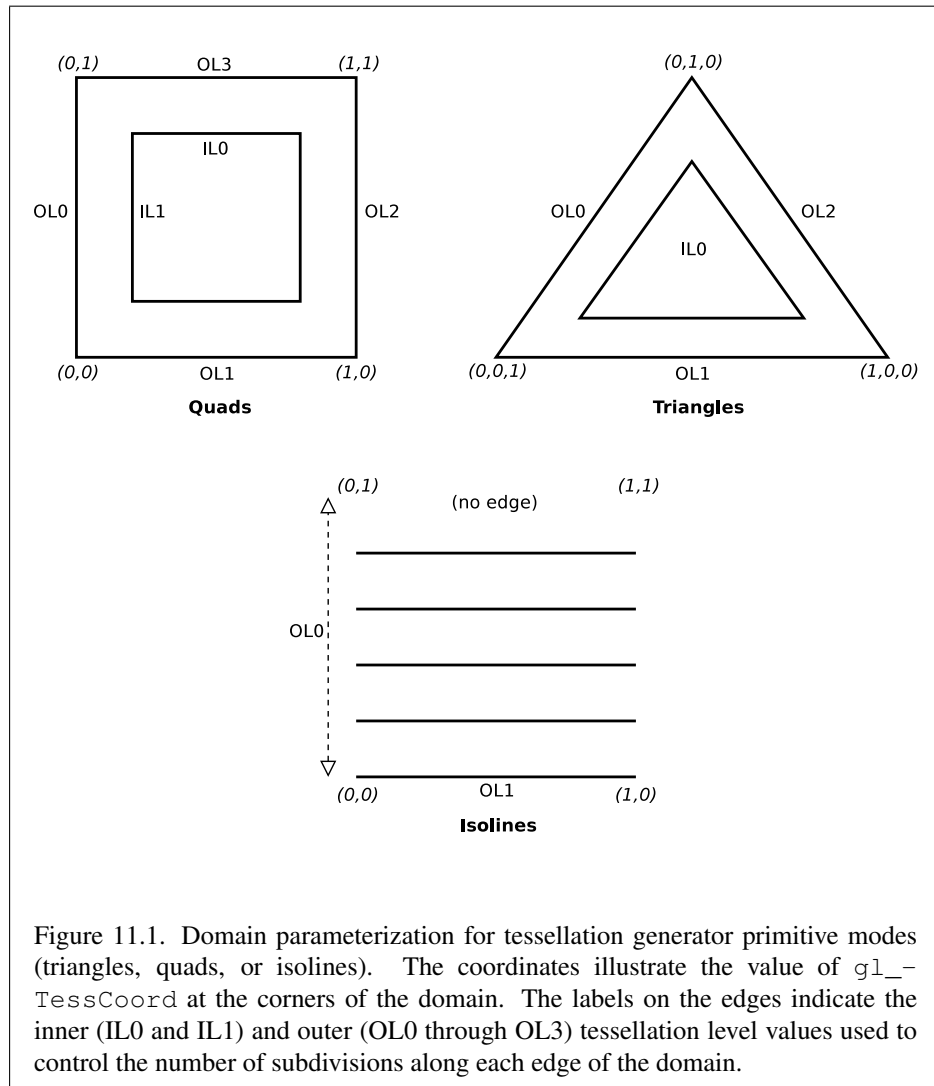 (0,1) OL3 (1,1)
(0,1,0)
IL0
OL0 IL1 OL2
OL0 OL2
IL0
(0,0) OL1 (1,0)
(0,0,1) OL1 (1,0,0)
Quads
Triangles
(0,1) (no edge) (1,1)
OL0
(0,0) OL1 (1,0)
Isolines
Figure 11.1. Domain parameterization for tessellation generator primitive modes
(triangles, quads, or isolines). The coordinates illustrate the value of gl_-
TessCoord at the corners of the domain. The labels on the edges indicate the
inner (IL0 and IL1) and outer (OL0 through OL3) tessellation level values used to
control the number of subdivisions along each edge of the domain.